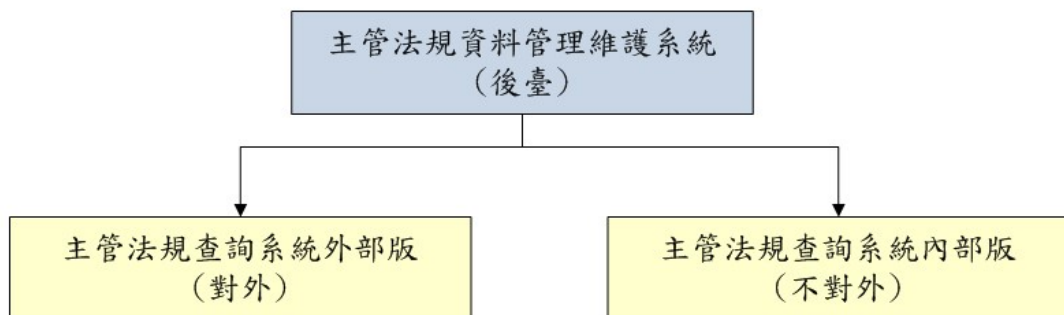 主管法規資料管理維護系統
（後臺）
主管法規查詢系統外部版
（對外）
主管法規查詢系統內部版
（不對外）